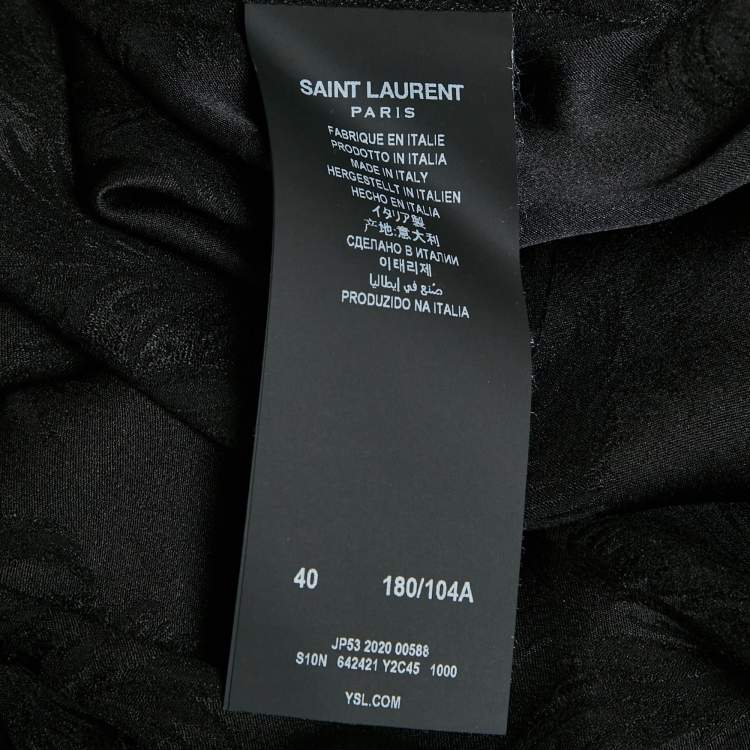 SAINT LAURENT
PARIS
FABRIQUE EN ITALIE
PRODOTTO IN ITALIA
MADE IN ITALY
HERGESTELLT IN ITALIEN
HECHO EN ITALIA
イタリア製
产地:意大利
СДЕЛАНО В ИТАЛИИ
이태리제
صُنع في إيطاليا
PRODUZIDO NA ITALIA
40 180/104A
JP53 2020 00588
S10N 642421 Y2C45 1000
YSL.COM